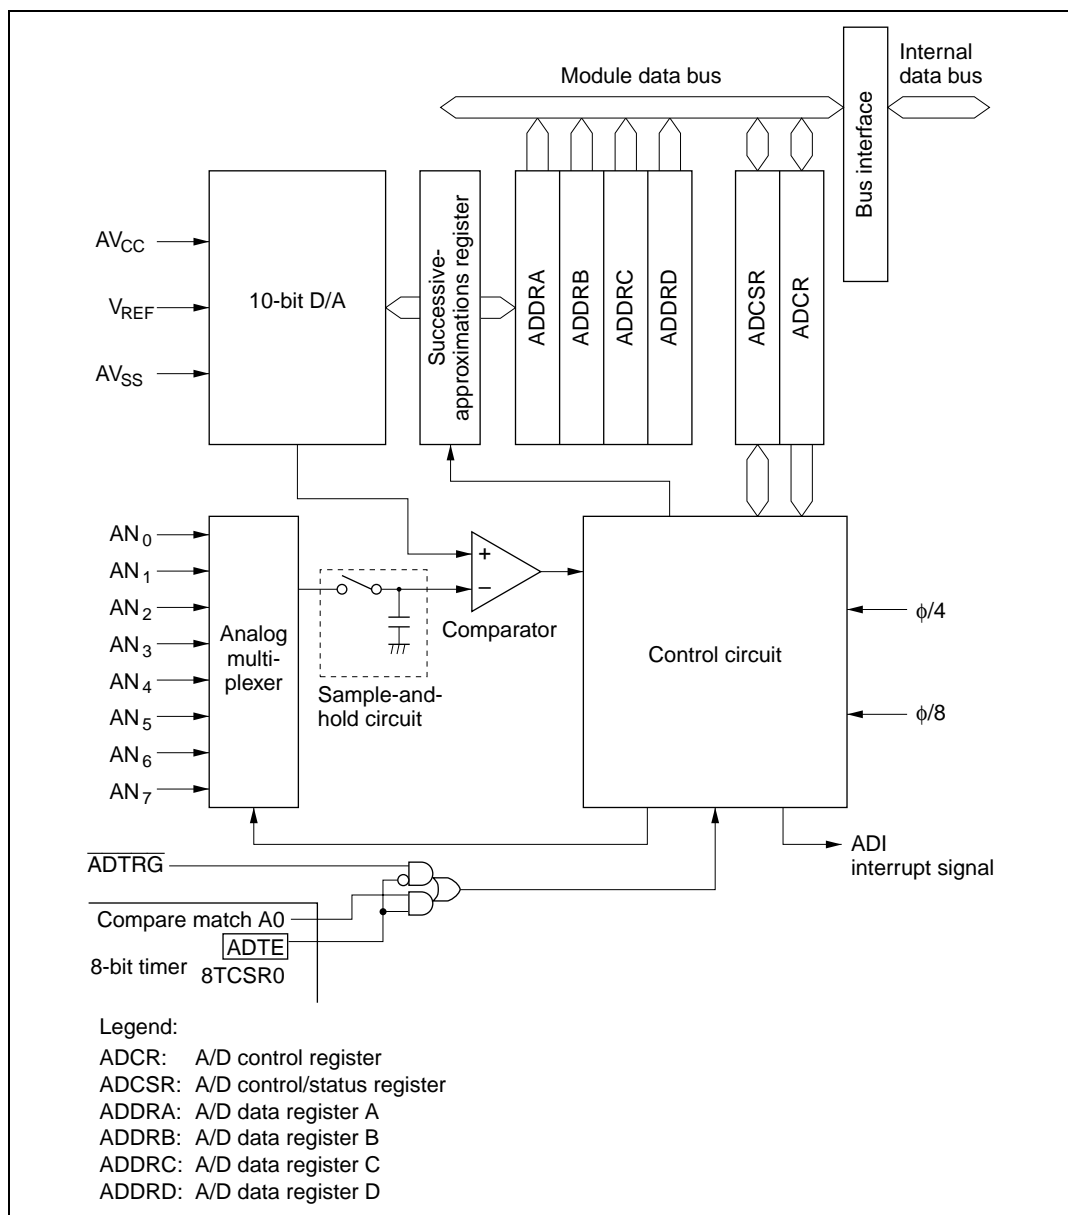 Module data bus
Internal
data bus
Bus interface
AVCC
VREF
AVSS
10-bit D/A
Successive-
approximations register
ADDRA
ADDRB
ADDRC
ADDRD
ADCSR
ADCR
AN0
AN1
AN2
AN3
AN4
AN5
AN6
AN7
Analog
multi-
plexer
Sample-and-
hold circuit
+
−
Comparator
Control circuit
ϕ/4
ϕ/8
ADI
interrupt signal
ADTRG
Compare match A0
ADTE
8-bit timer
8TCSR0
Legend:
ADCR: A/D control register
ADCSR: A/D control/status register
ADDRA: A/D data register A
ADDRB: A/D data register B
ADDRC: A/D data register C
ADDRD: A/D data register D